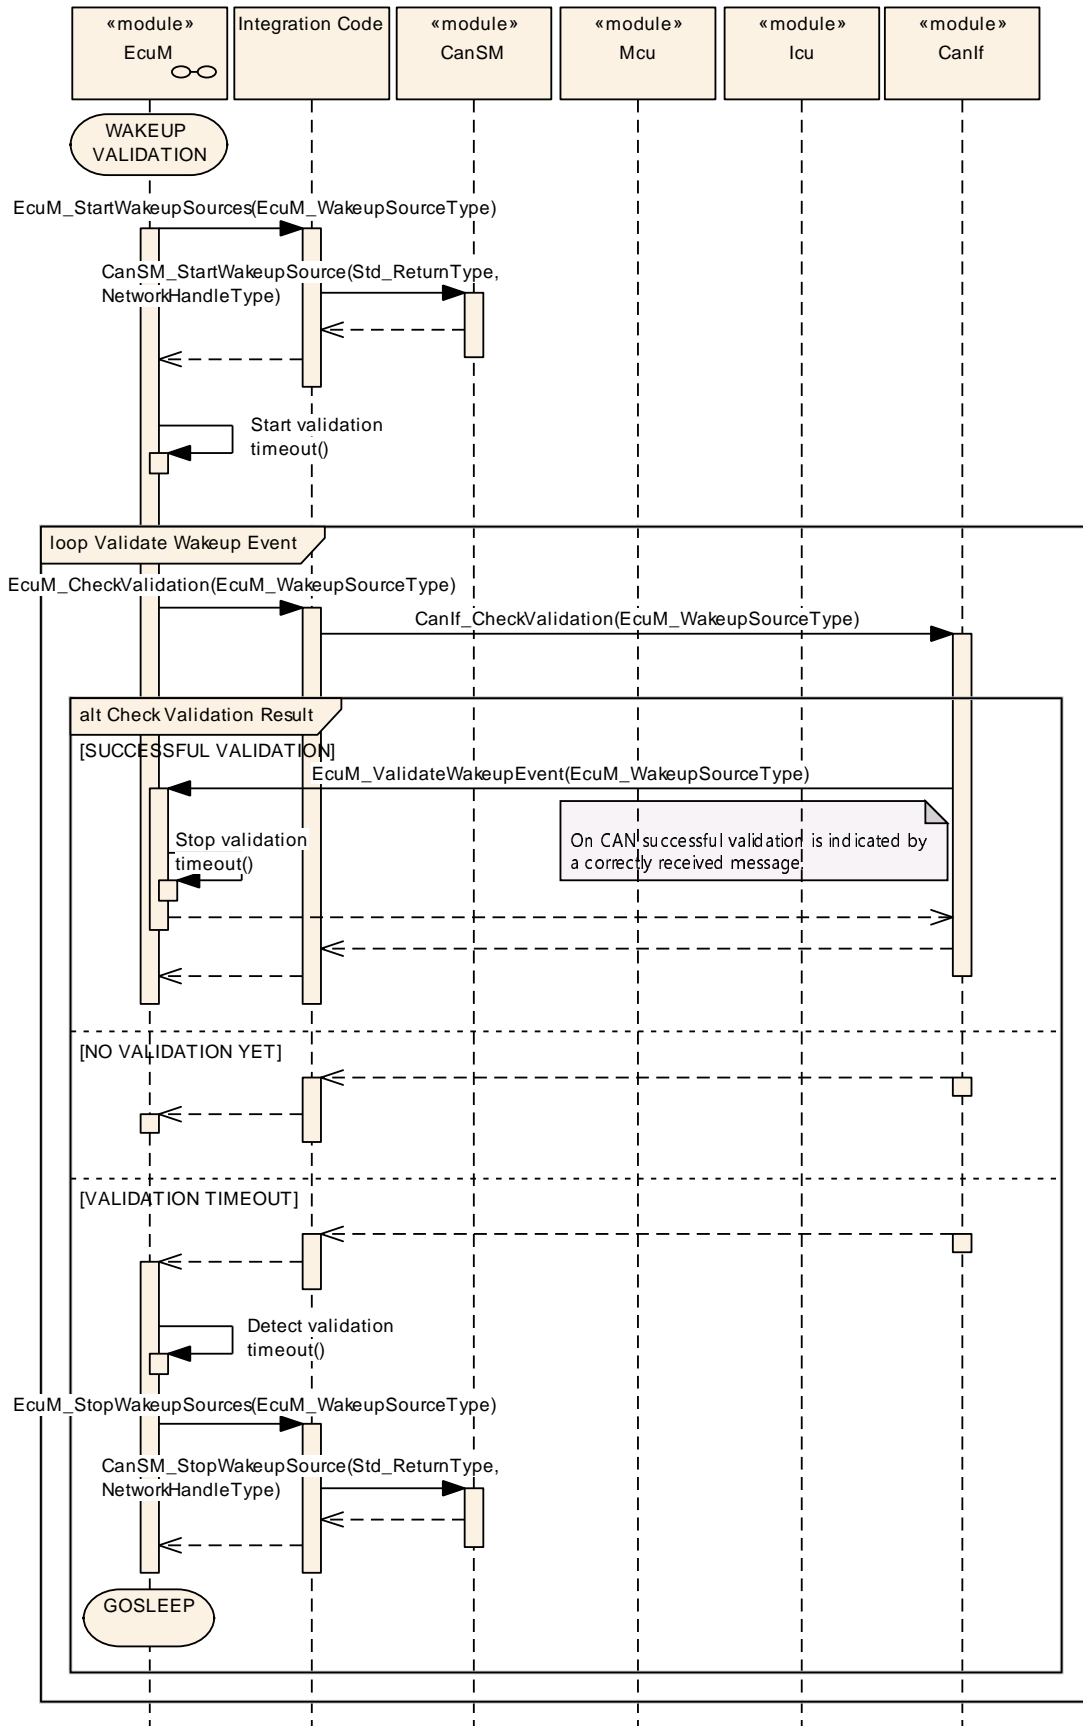 «module»
EcuM
Integration Code
«module»
CanSM
«module»
Mcu
«module»
Icu
«module»
CanIf
WAKEUP
VALIDATION
EcuM_StartWakeupSources(EcuM_WakeupSourceType)
CanSM_StartWakeupSource(Std_ReturnType,
NetworkHandleType)
Start validation
timeout()
loop Validate Wakeup Event
EcuM_CheckValidation(EcuM_WakeupSourceType)
CanIf_CheckValidation(EcuM_WakeupSourceType)
alt Check Validation Result
[SUCCESSFUL VALIDATION]
EcuM_ValidateWakeupEvent(EcuM_WakeupSourceType)
On CAN successful validation is indicated by
a correctly received message.
Stop validation
timeout()
[NO VALIDATION YET]
[VALIDATION TIMEOUT]
Detect validation
timeout()
EcuM_StopWakeupSources(EcuM_WakeupSourceType)
CanSM_StopWakeupSource(Std_ReturnType,
NetworkHandleType)
GOSLEEP